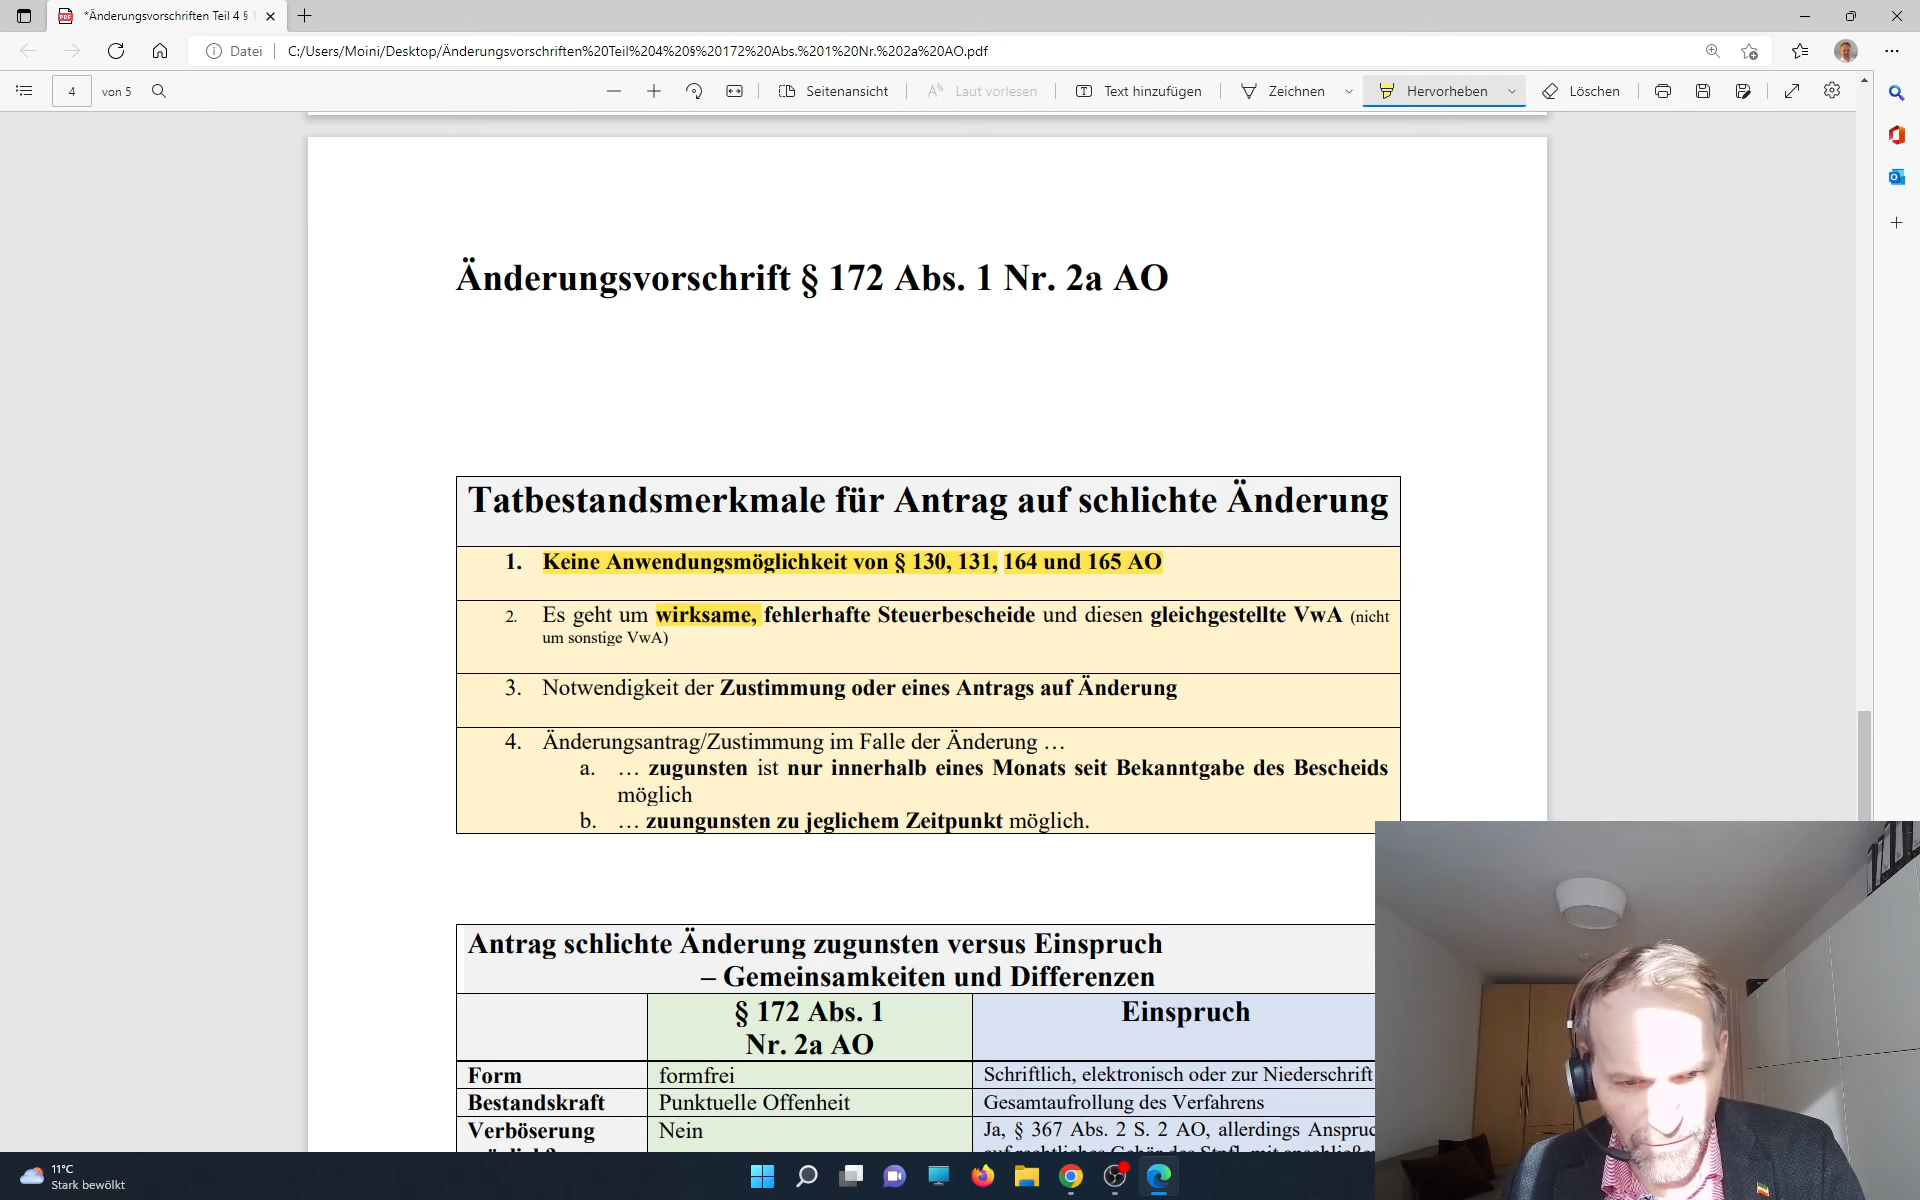 *Änderungsvorschriften Teil 4 §
Datei
C:/Users/Moini/Desktop/Änderungsvorschriften%20Teil%204%20§%20172%20Abs.%201%20Nr.%202a%20AO.pdf
4 von 5
Seitenansicht
Laut vorlesen
Text hinzufügen
Zeichnen
Hervorheben
Löschen
Änderungsvorschrift § 172 Abs. 1 Nr. 2a AO
Tatbestandsmerkmale für Antrag auf schlichte Änderung
1. Keine Anwendungsmöglichkeit von § 130, 131, 164 und 165 AO
2. Es geht um wirksame, fehlerhafte Steuerbescheide und diesen gleichgestellte VwA (nicht
um sonstige VwA)
3. Notwendigkeit der Zustimmung oder eines Antrags auf Änderung
4. Änderungsantrag/Zustimmung im Falle der Änderung …
a. … zugunsten ist nur innerhalb eines Monats seit Bekanntgabe des Bescheids
möglich
b. … zuungunsten zu jeglichem Zeitpunkt möglich.
Antrag schlichte Änderung zugunsten versus Einspruch
– Gemeinsamkeiten und Differenzen
§ 172 Abs. 1
Nr. 2a AO
Einspruch
Form formfrei Schriftlich, elektronisch oder zur Niederschrift
Bestandskraft Punktuelle Offenheit Gesamtaufrollung des Verfahrens
Verböserung Nein Ja, § 367 Abs. 2 S. 2 AO, allerdings
11°C
Stark bewölkt